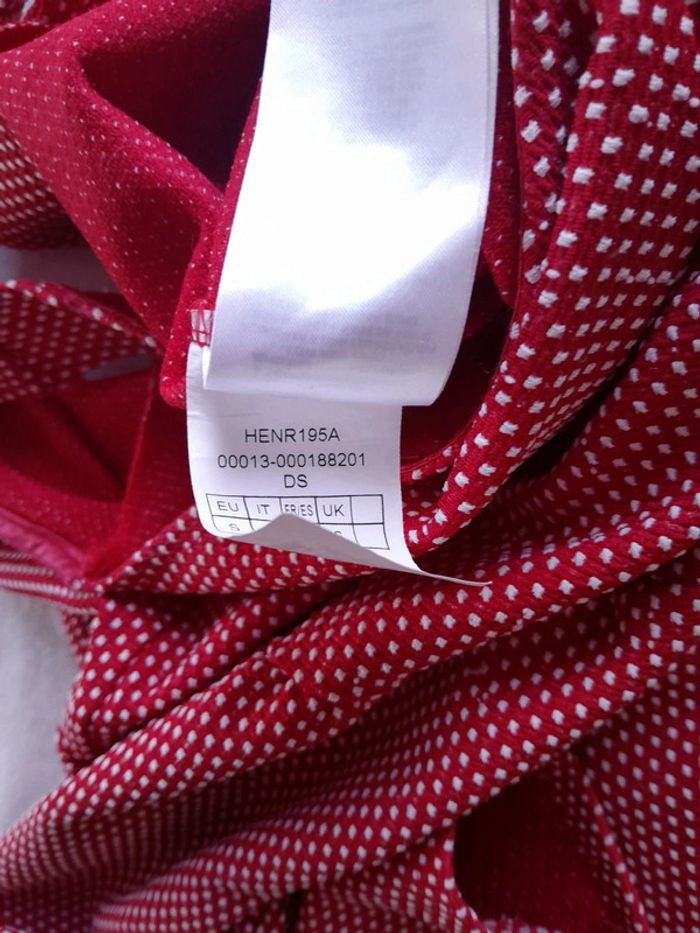 HENR195A
00013-000188201
DS
EU IT FR/ES UK
S